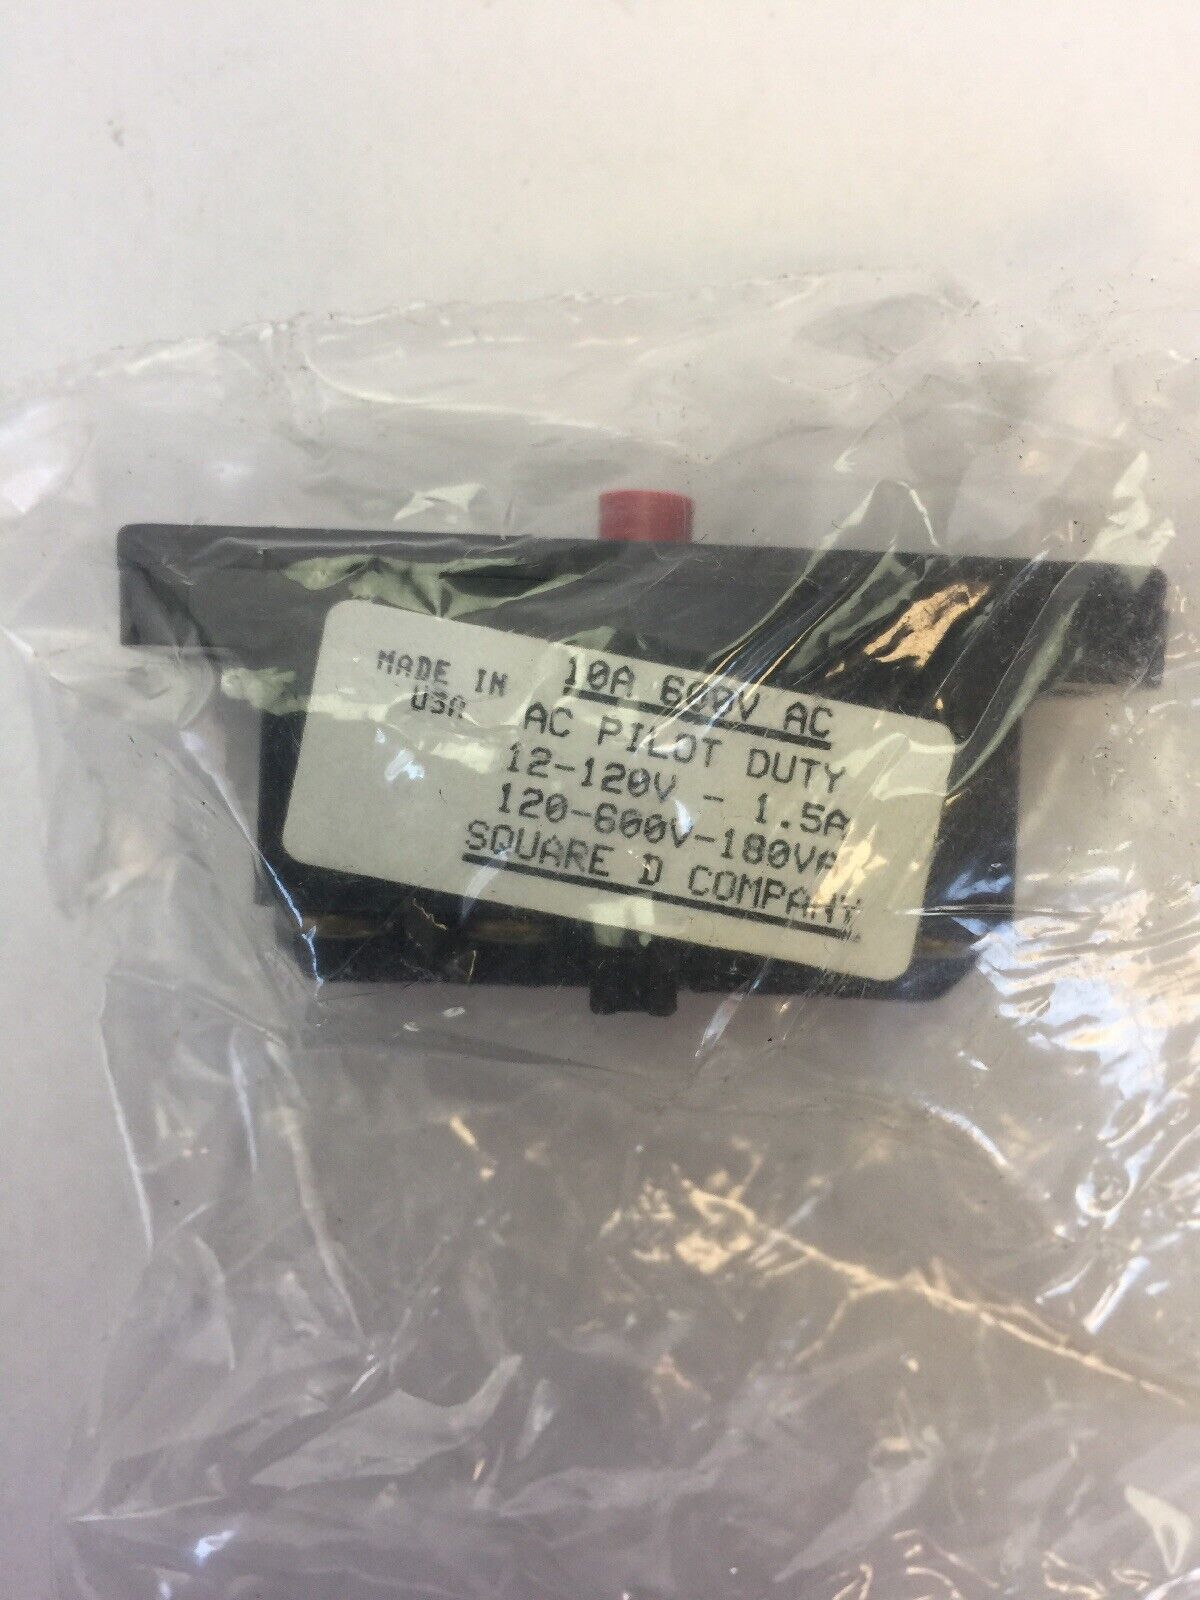 MADE IN
USA
10A 600V AC
AC PILOT DUTY
12-120V - 1.5A
120-600V-180VA
SQUARE D COMPANY